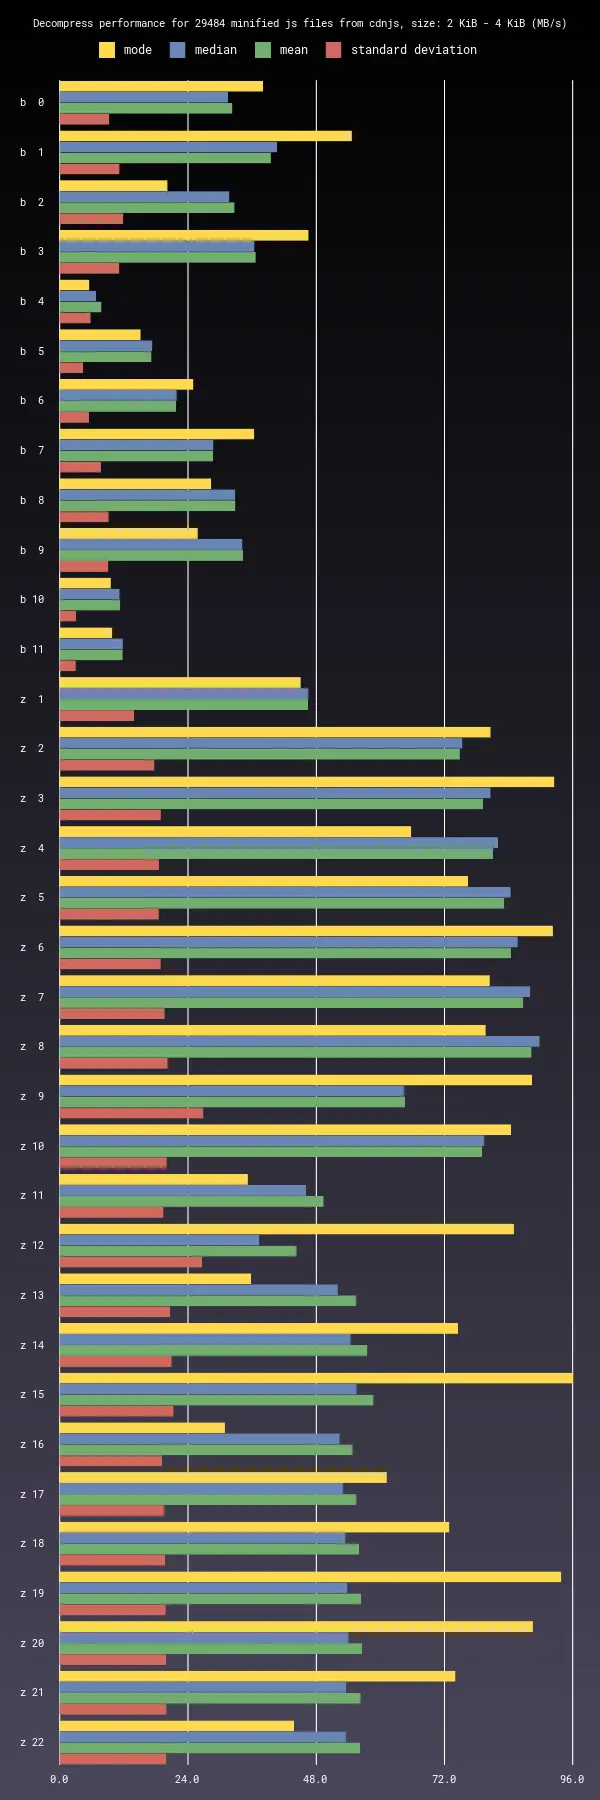 Decompress performance for 29484 minified js files from cdnjs, size: 2 KiB - 4 KiB (MB/s)
mode median mean standard deviation
b 0
b 1
b 2
b 3
b 4
b 5
b 6
b 7
b 8
b 9
b 10
b 11
z 1
z 2
z 3
z 4
z 5
z 6
z 7
z 8
z 9
z 10
z 11
z 12
z 13
z 14
z 15
z 16
z 17
z 18
z 19
z 20
z 21
z 22
0.0 24.0 48.0 72.0 96.0